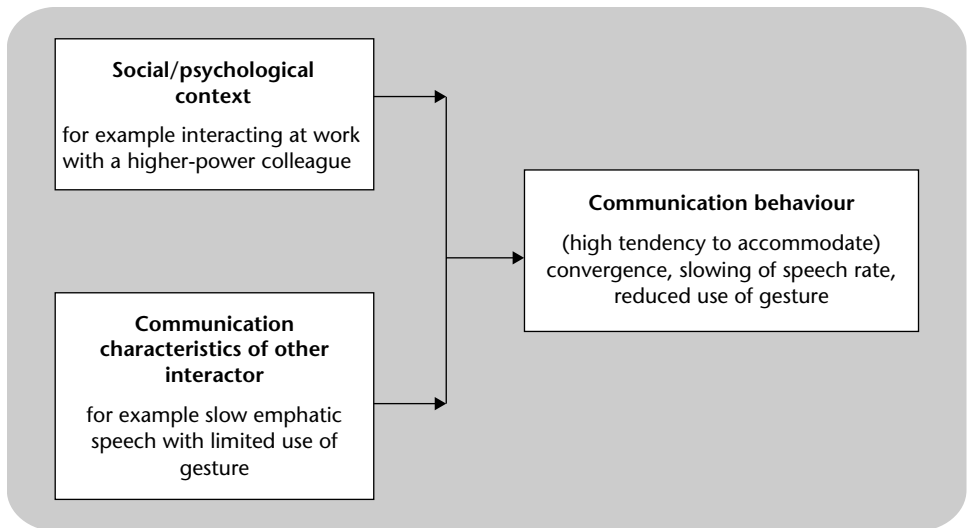 Social/psychological
context
for example interacting at work
with a higher-power colleague
Communication
characteristics of other
interactor
for example slow emphatic
speech with limited use of
gesture
Communication behaviour
(high tendency to accommodate)
convergence, slowing of speech rate,
reduced use of gesture